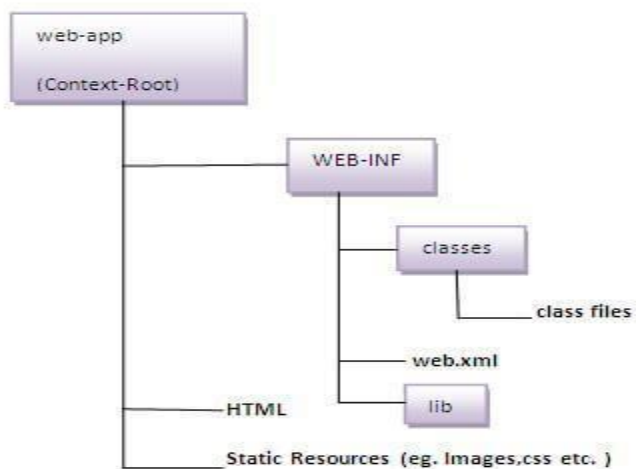 web-app
(Context-Root)
WEB-INF
classes
class files
web.xml
lib
HTML
Static Resources (eg. Images,css etc. )